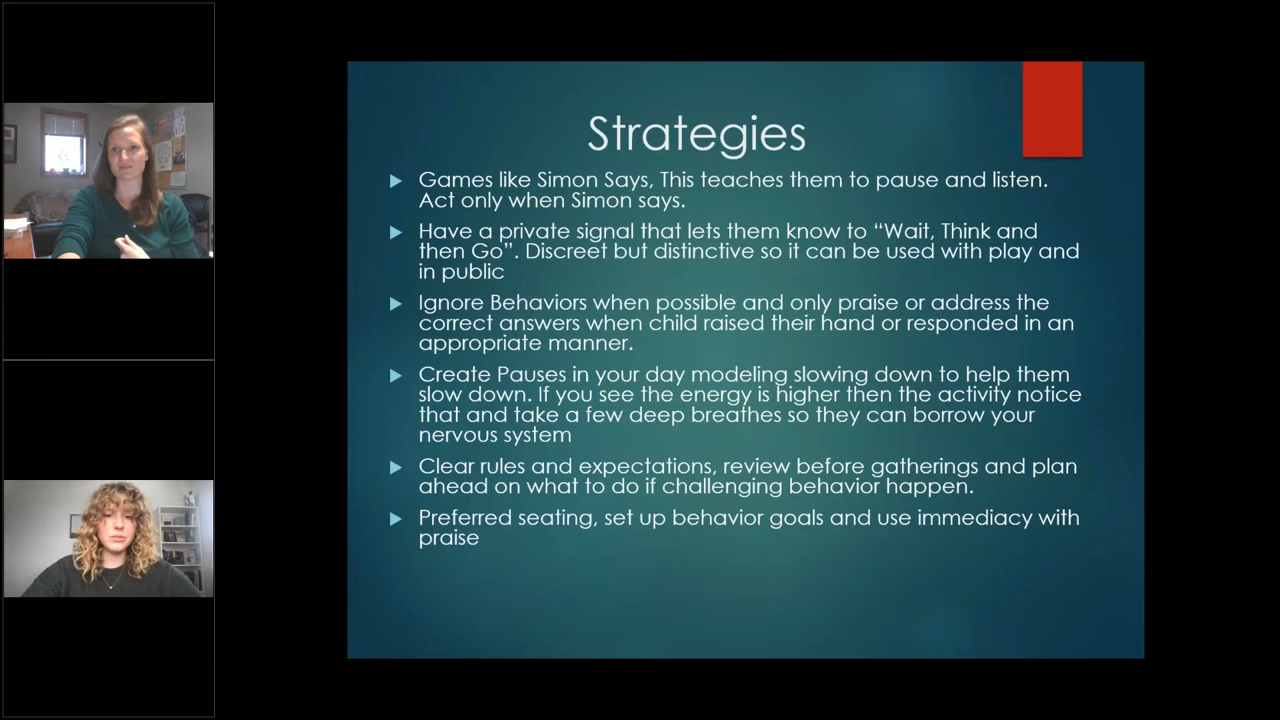 Strategies
Games like Simon Says, This teaches them to pause and listen.
Act only when Simon says.
Have a private signal that lets them know to “Wait, Think and
then Go”. Discreet but distinctive so it can be used with play and
in public
Ignore Behaviors when possible and only praise or address the
correct answers when child raised their hand or responded in an
appropriate manner.
Create Pauses in your day modeling slowing down to help them
slow down. If you see the energy is higher then the activity notice
that and take a few deep breathes so they can borrow your
nervous system
Clear rules and expectations, review before gatherings and plan
ahead on what to do if challenging behavior happen.
Preferred seating, set up behavior goals and use immediacy with
praise